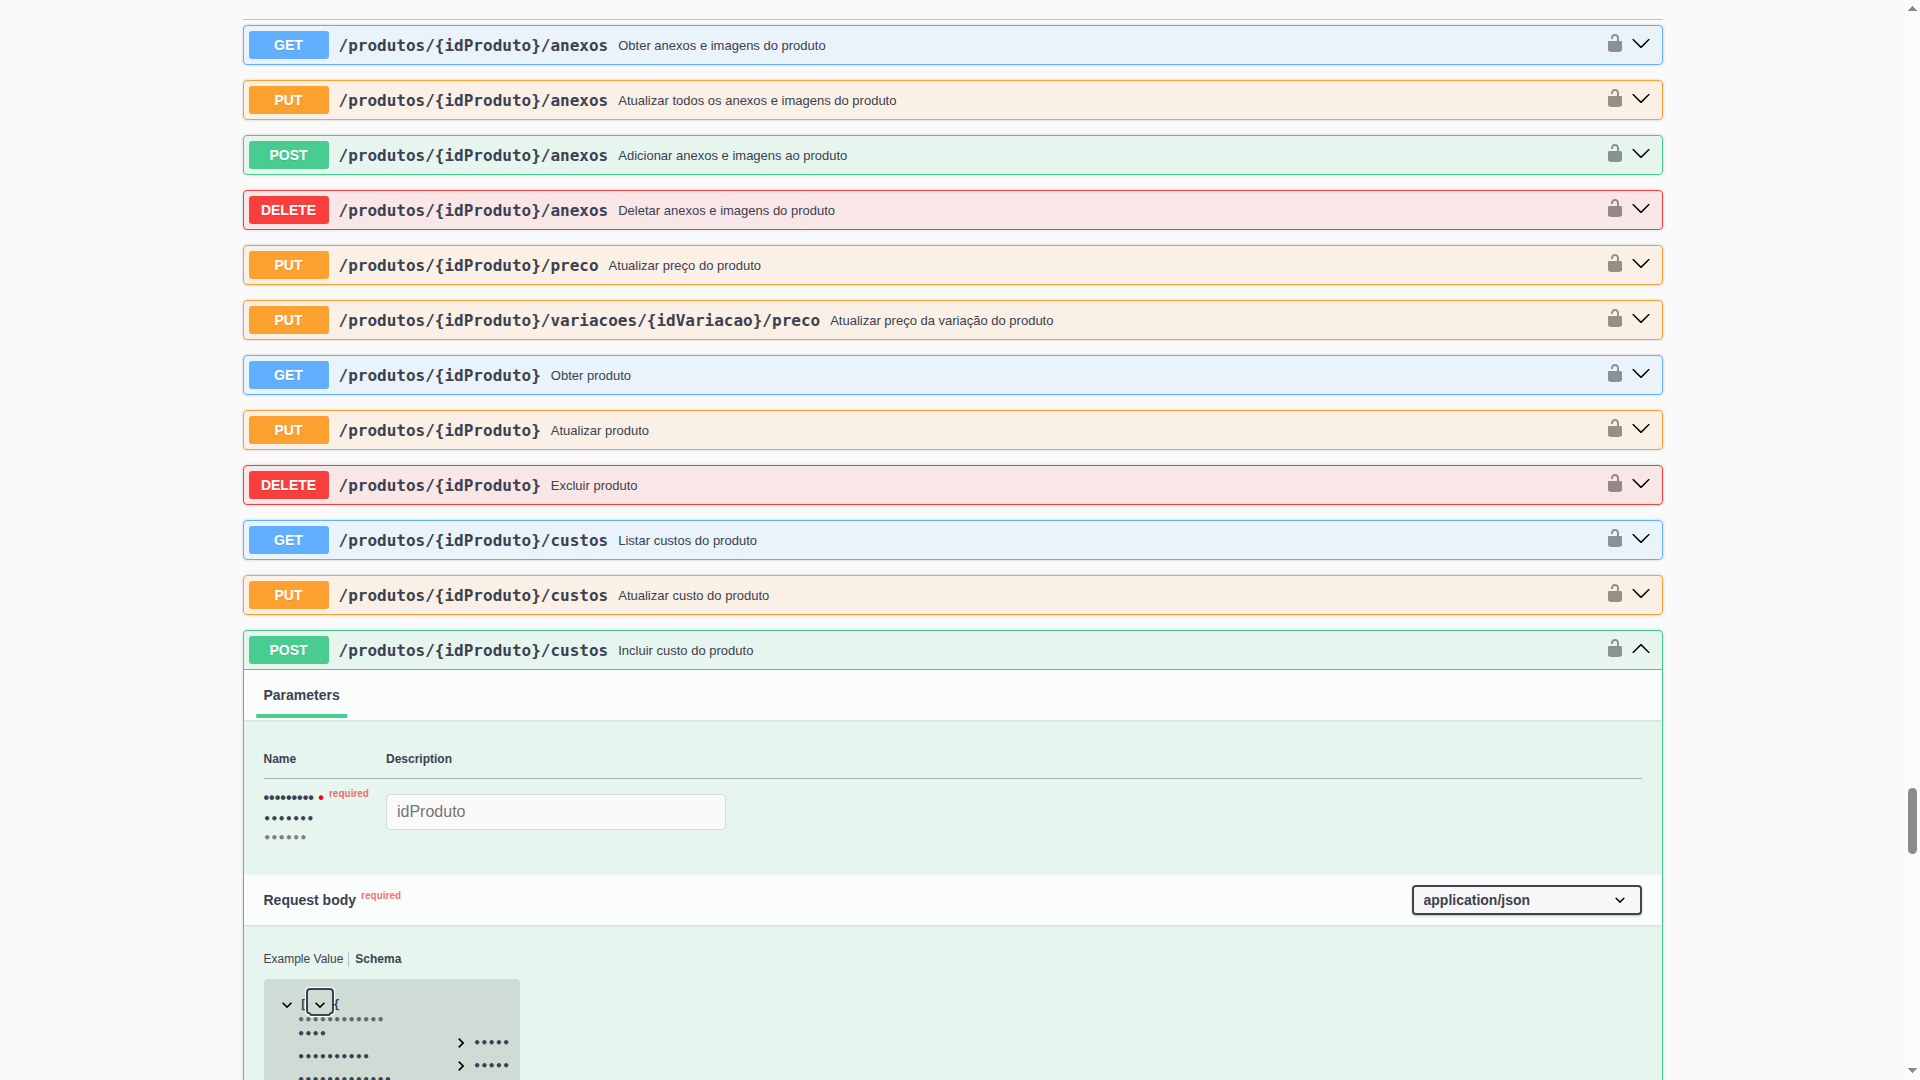 GET /produtos/{idProduto}/anexos Obter anexos e imagens do produto
PUT /produtos/{idProduto}/anexos Atualizar todos os anexos e imagens do produto
POST /produtos/{idProduto}/anexos Adicionar anexos e imagens ao produto
DELETE /produtos/{idProduto}/anexos Deletar anexos e imagens do produto
PUT /produtos/{idProduto}/preco Atualizar preço do produto
PUT /produtos/{idProduto}/variacoes/{idVariacao}/preco Atualizar preço da variação do produto
GET /produtos/{idProduto} Obter produto
PUT /produtos/{idProduto} Atualizar produto
DELETE /produtos/{idProduto} Excluir produto
GET /produtos/{idProduto}/custos Listar custos do produto
PUT /produtos/{idProduto}/custos Atualizar custo do produto
POST /produtos/{idProduto}/custos Incluir custo do produto
Parameters
Name Description
required
idProduto
Request body required
application/json
Example Value Schema
[ {